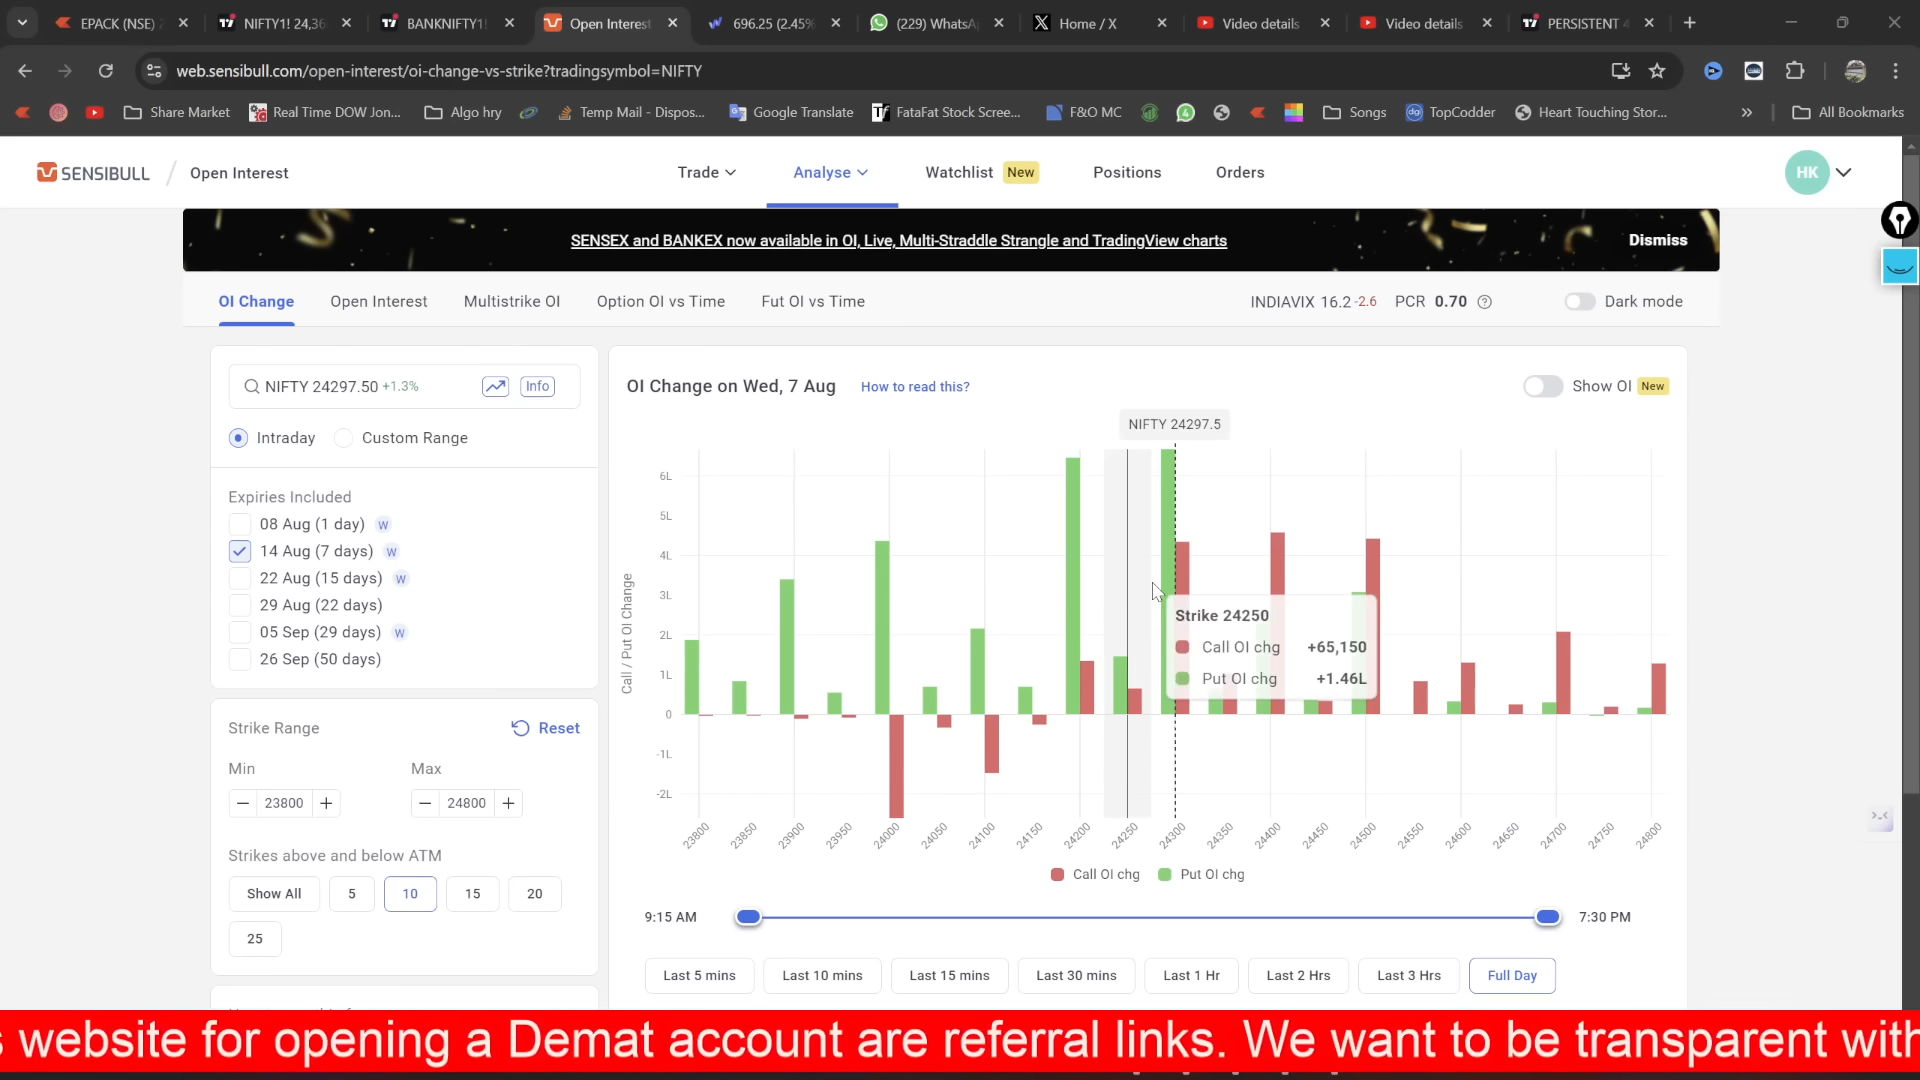 EPACK (NSE)
NIFTY1! 24,36
BANKNIFTY1!
Open Interest
696.25 (2.45%
(229) WhatsA
Home / X
Video details
Video details
PERSISTENT 4
web.sensibull.com/open-interest/oi-change-vs-strike?tradingsymbol=NIFTY
Share Market
Real Time DOW Jon...
Algo hry
Temp Mail - Dispos...
Google Translate
FataFat Stock Scree...
F&O MC
Songs
TopCodder
Heart Touching Stor...
All Bookmarks
SENSIBULL / Open Interest
Trade
Analyse
Watchlist New
Positions
Orders
HK
SENSEX and BANKEX now available in OI, Live, Multi-Straddle Strangle and TradingView charts
Dismiss
OI Change
Open Interest
Multistrike OI
Option OI vs Time
Fut OI vs Time
INDIAVIX 16.2 -2.6 PCR 0.70
Dark mode
NIFTY 24297.50 +1.3%
Info
Intraday
Custom Range
Expiries Included
08 Aug (1 day) W
14 Aug (7 days) W
22 Aug (15 days) W
29 Aug (22 days)
05 Sep (29 days) W
26 Sep (50 days)
Strike Range
Reset
Min
Max
23800
24800
Strikes above and below ATM
Show All
5
10
15
20
25
OI Change on Wed, 7 Aug
How to read this?
Show OI New
NIFTY 24297.5
Call / Put OI Change
6L
5L
4L
3L
2L
1L
0
-1L
-2L
Strike 24250
Call OI chg +65,150
Put OI chg +1.46L
23800
23850
23900
23950
24000
24050
24100
24150
24200
24250
24300
24350
24400
24450
24500
24550
24600
24650
24700
24750
24800
Call OI chg
Put OI chg
9:15 AM
7:30 PM
Last 5 mins
Last 10 mins
Last 15 mins
Last 30 mins
Last 1 Hr
Last 2 Hrs
Last 3 Hrs
Full Day
website for opening a Demat account are referral links. We want to be transparent with